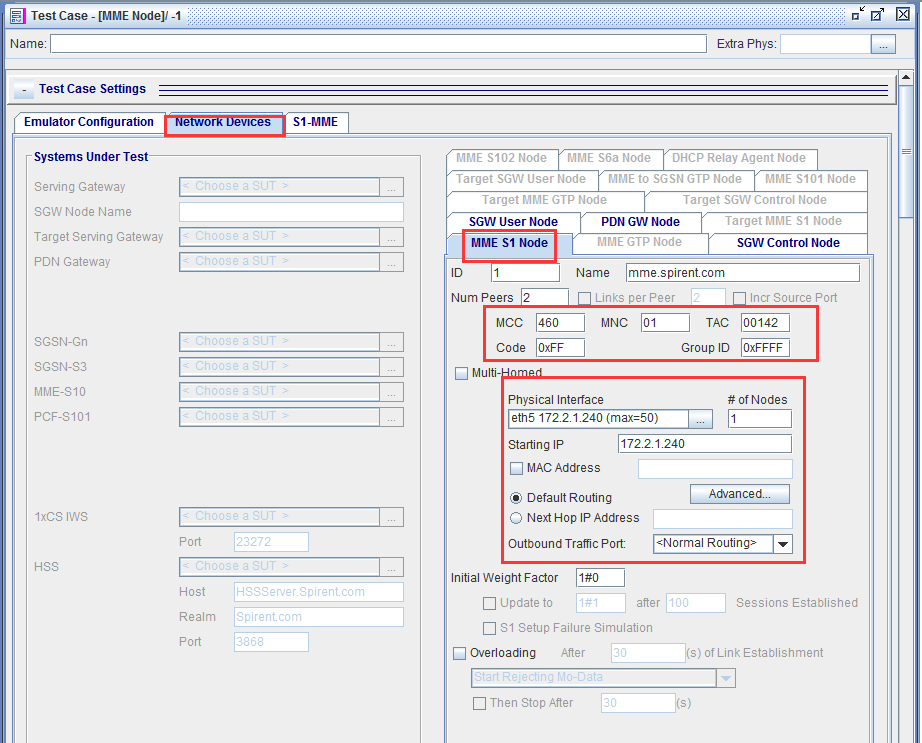 Test Case - [MME Node]/ -1
Name: Extra Phys: ...
- Test Case Settings
Emulator Configuration Network Devices S1-MME
Systems Under Test
Serving Gateway < Choose a SUT > ...
SGW Node Name
Target Serving Gateway < Choose a SUT > ...
PDN Gateway < Choose a SUT > ...
SGSN-Gn < Choose a SUT > ...
SGSN-S3 < Choose a SUT > ...
MME-S10 < Choose a SUT > ...
PCF-S101 < Choose a SUT > ...
1xCS IWS < Choose a SUT > ...
Port 23272
HSS < Choose a SUT > ...
Host HSSServer.Spirent.com
Realm Spirent.com
Port 3868
MME S102 Node MME S6a Node DHCP Relay Agent Node
Target SGW User Node MME to SGSN GTP Node MME S101 Node
Target MME GTP Node Target SGW Control Node
SGW User Node PDN GW Node Target MME S1 Node
MME S1 Node MME GTP Node SGW Control Node
ID 1 Name mme.spirent.com
Num Peers 2 Links per Peer 2 Incr Source Port
MCC 460 MNC 01 TAC 00142
Code 0xFF Group ID 0xFFFF
Multi-Homed
Physical Interface # of Nodes
eth5 172.2.1.240 (max=50) ... 1
Starting IP 172.2.1.240
MAC Address
Default Routing Advanced...
Next Hop IP Address
Outbound Traffic Port: <Normal Routing>
Initial Weight Factor 1#0
Update to 1#1 after 100 Sessions Established
S1 Setup Failure Simulation
Overloading After 30 (s) of Link Establishment
Start Rejecting Mo-Data
Then Stop After 30 (s)